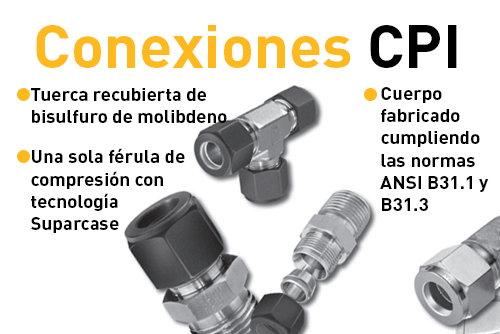 Conexiones CPI
Tuerca recubierta de
bisulfuro de molibdeno
Una sola férula de
compresión con
tecnología
Suparcase
Cuerpo
fabricado
cumpliendo
las normas
ANSI B31.1 y
B31.3